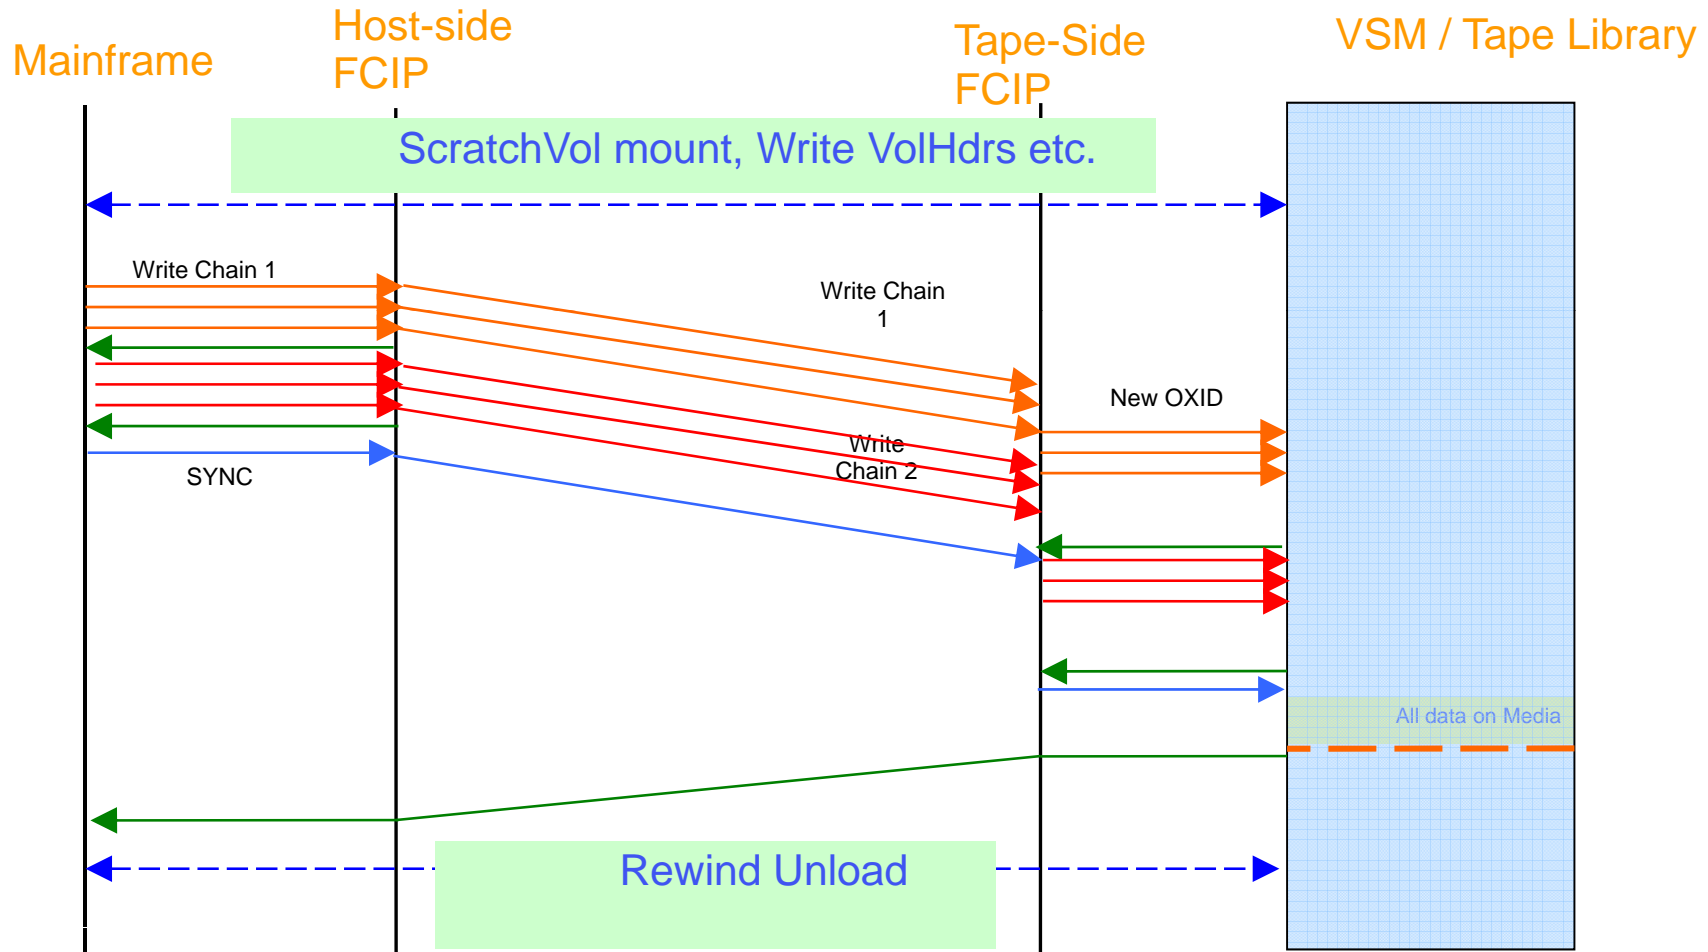 Mainframe
Host-side
FCIP
Tape-Side
FCIP
VSM / Tape Library
ScratchVol mount, Write VolHdrs etc.
Write Chain 1
Write Chain
1
New OXID
Write
Chain 2
SYNC
All data on Media
Rewind Unload